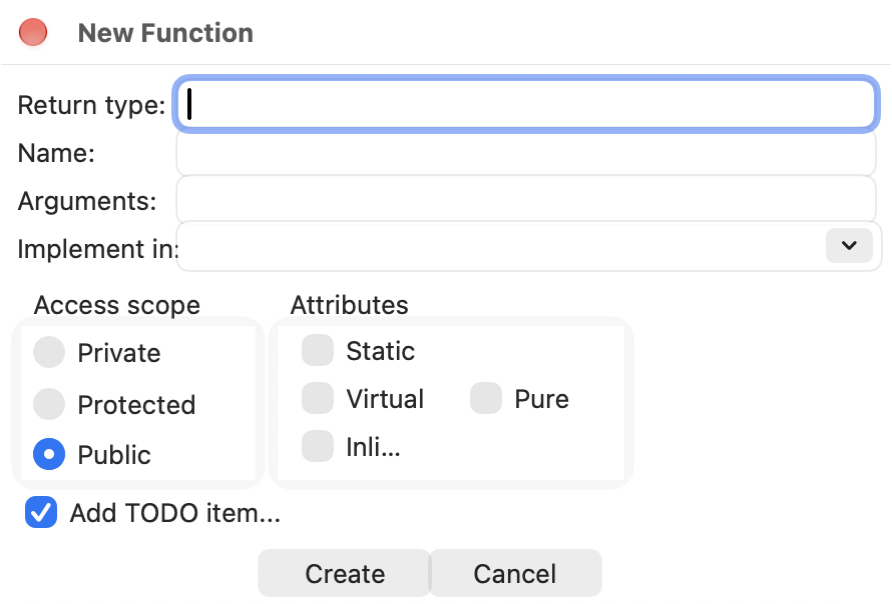 New Function
Return type:
Name:
Arguments:
Implement in:
Access scope
Private
Protected
Public
Attributes
Static
Virtual Pure
Inli...
Add TODO item...
Create Cancel